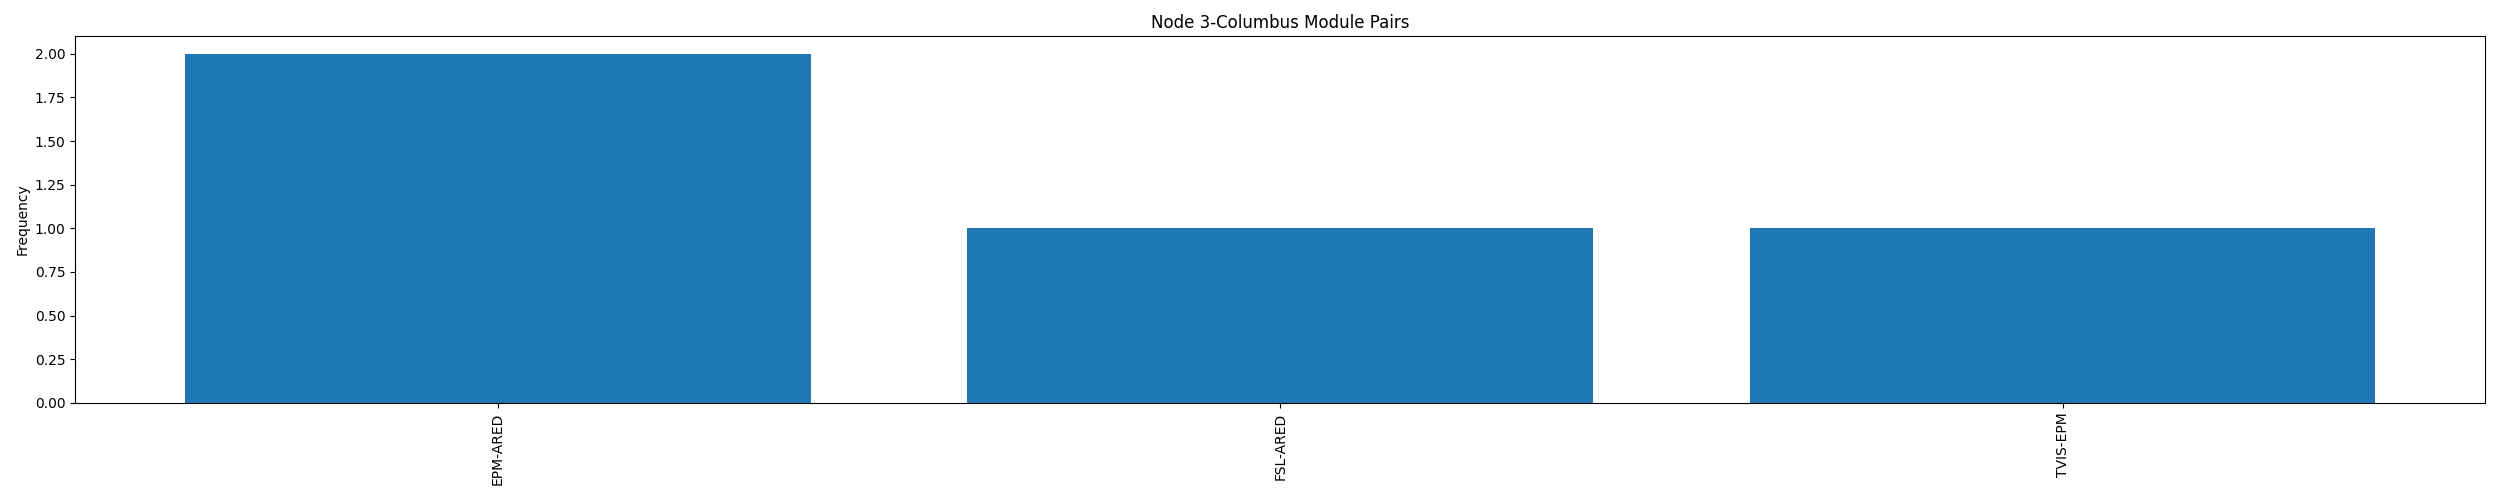 Node 3-Columbus Module Pairs
Frequency
2.00
1.75
1.50
1.25
1.00
0.75
0.50
0.25
0.00
EPM-ARED
FSL-ARED
TVIS-EPM